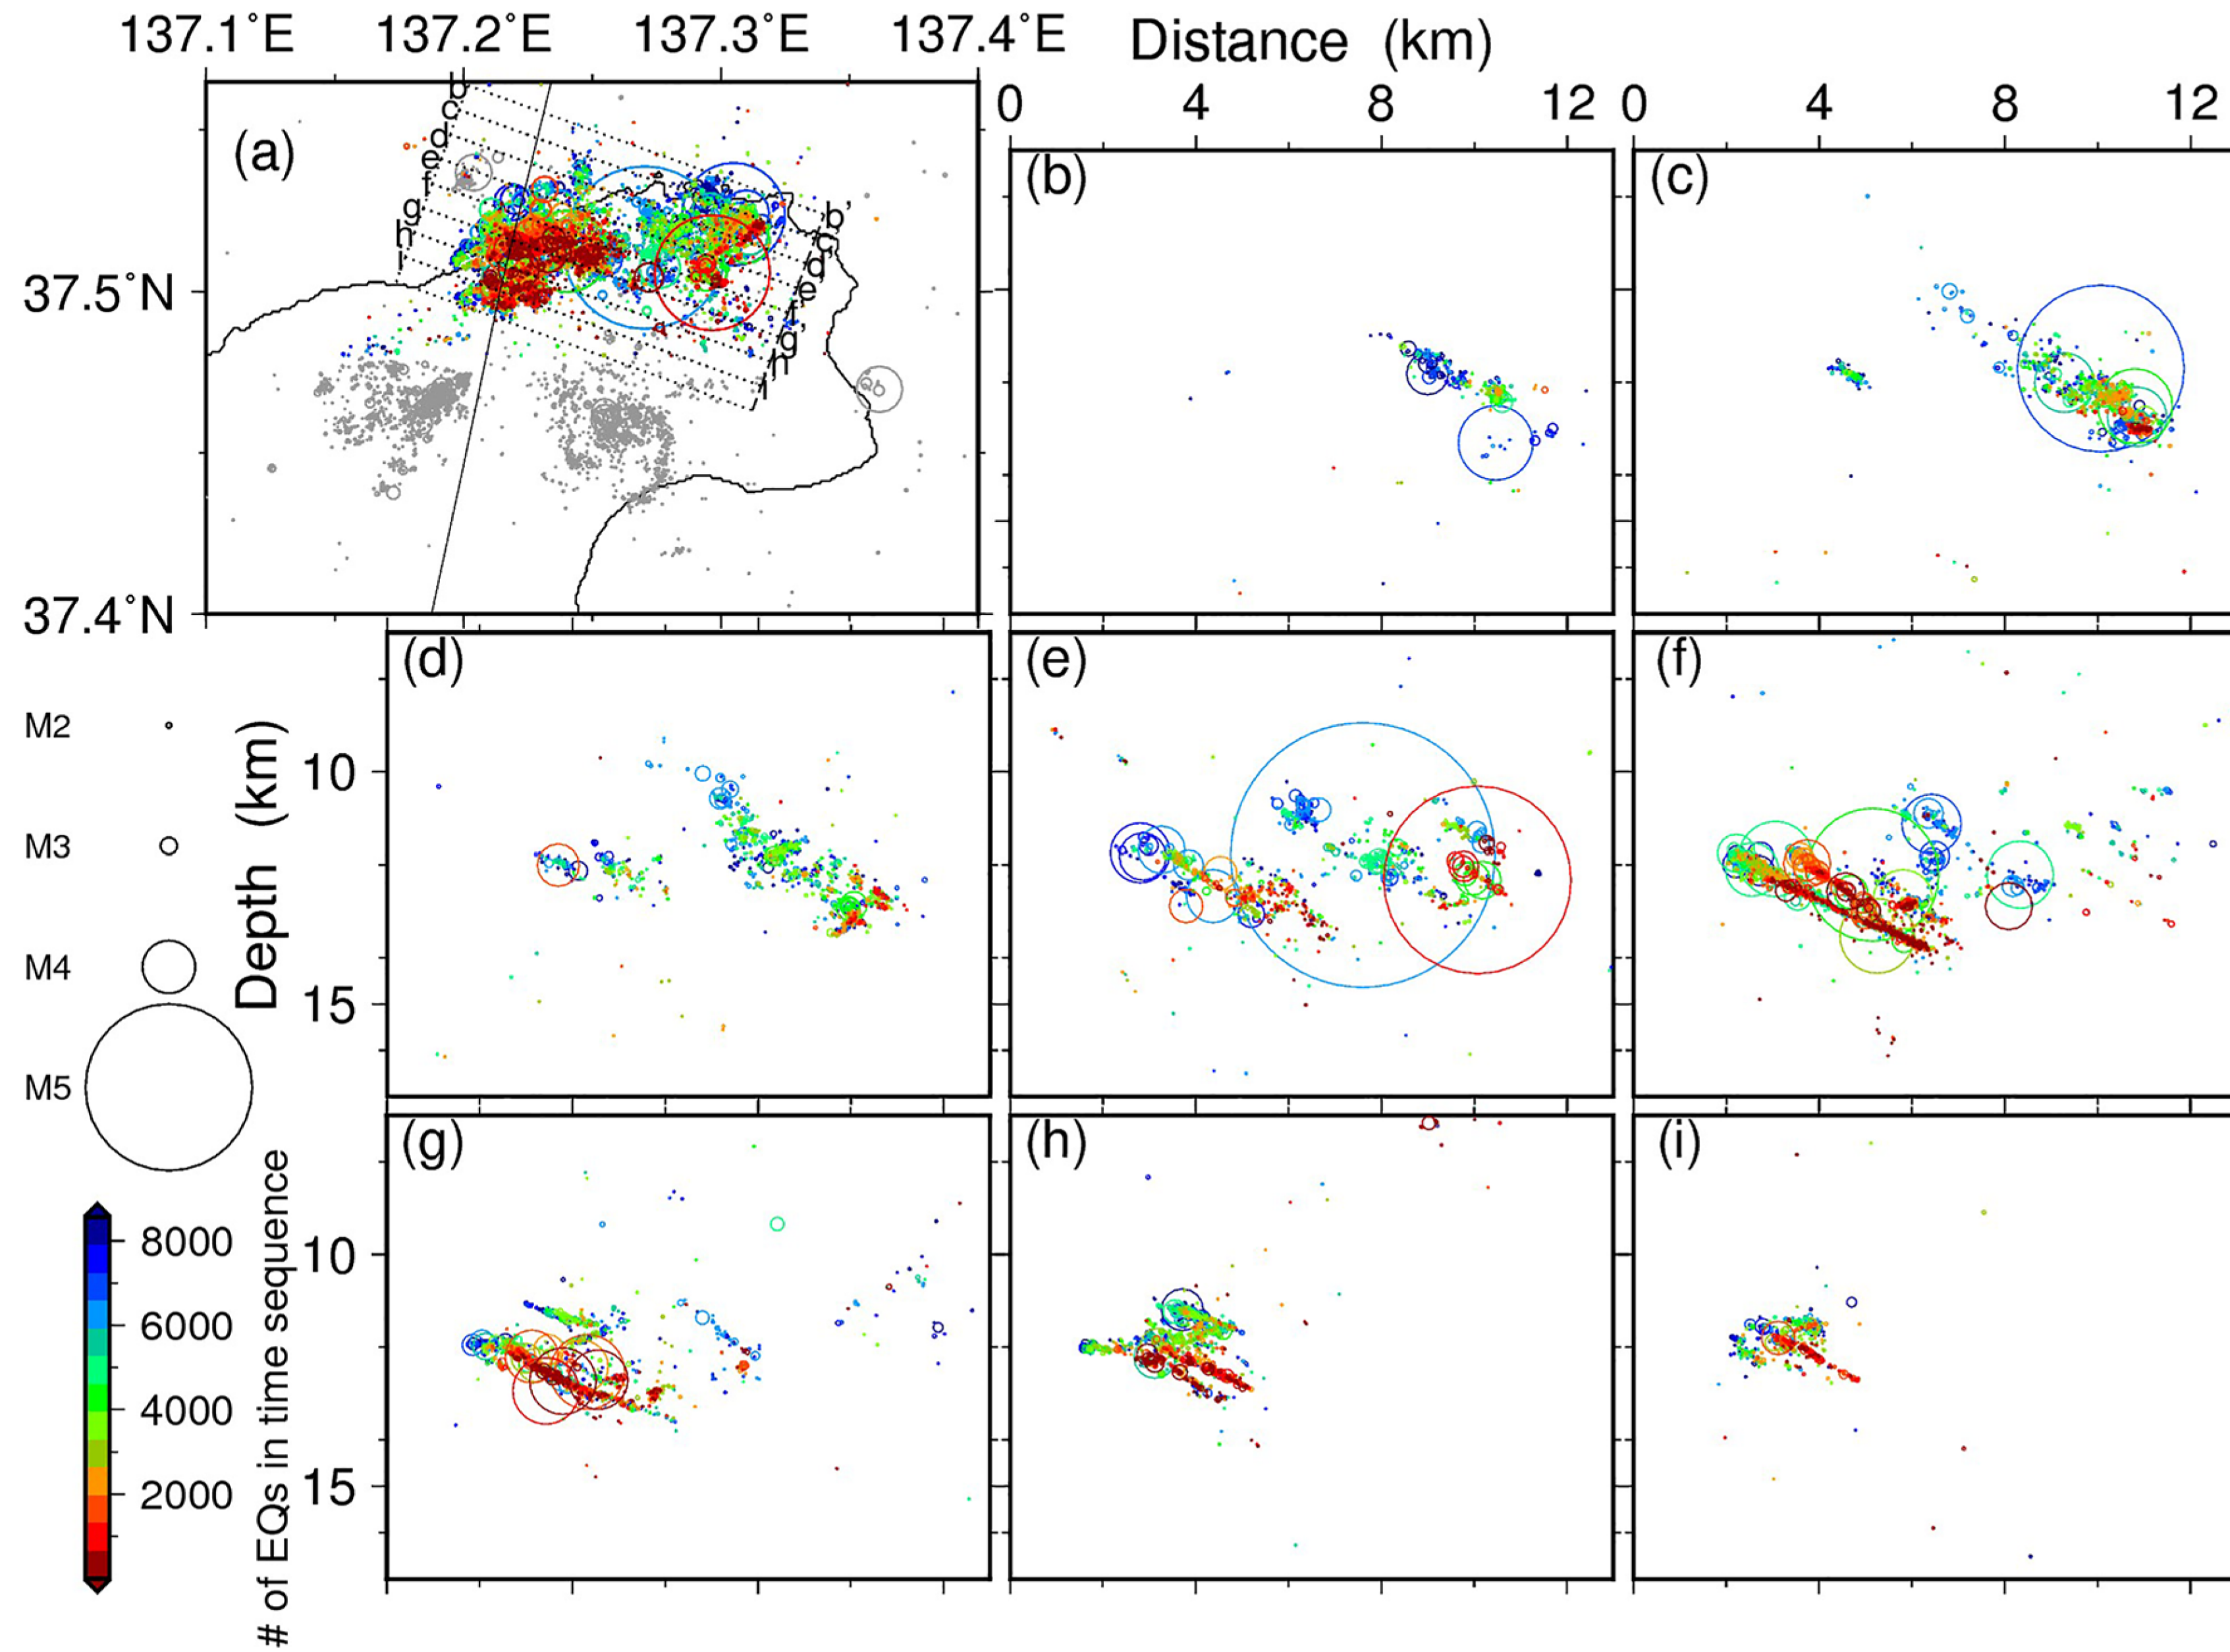 137.1°E 137.2°E 137.3°E 137.4°E Distance (km)
0 4 8 12 0 4 8 12
(a) (b) (c)
b
c
d
e
f
g
h
i
b'
c'
d'
e'
f'
g'
h'
i'
37.5°N
37.4°N
(d) (e) (f)
M2
M3
M4
M5
Depth (km)
10
15
(g) (h) (i)
10
15
# of EQs in time sequence
8000
6000
4000
2000